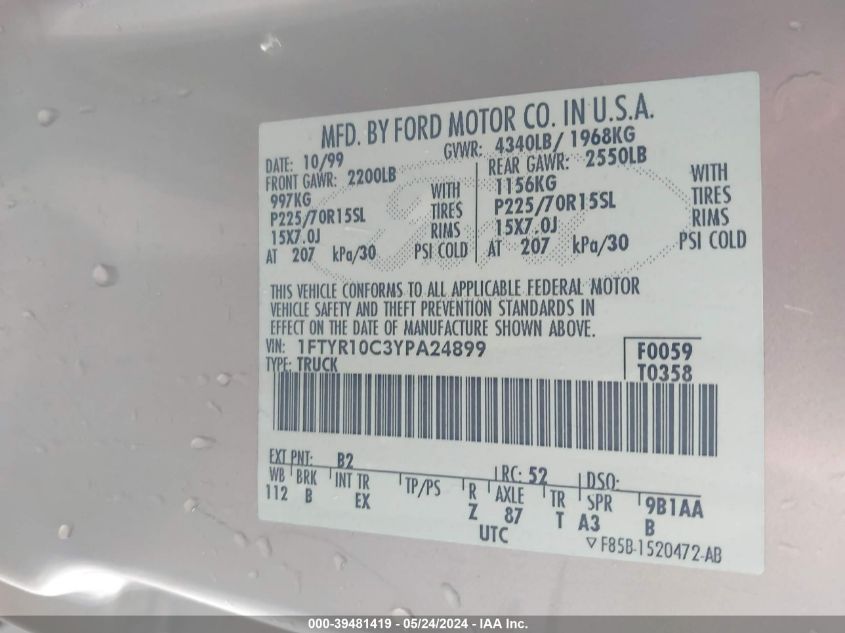 MFD. BY FORD MOTOR CO. IN U.S.A.
DATE: 10/99 GVWR: 4340LB/ 1968KG
FRONT GAWR: 2200LB REAR GAWR: 2550LB
997KG WITH 1156KG WITH
P225/70R15SL TIRES P225/70R15SL TIRES
15X7.0J RIMS 15X7.0J RIMS
AT 207 kPa/30 PSI COLD AT 207 kPa/30 PSI COLD
THIS VEHICLE CONFORMS TO ALL APPLICABLE FEDERAL MOTOR
VEHICLE SAFETY AND THEFT PREVENTION STANDARDS IN
EFFECT ON THE DATE OF MANUFACTURE SHOWN ABOVE.
VIN: 1FTYR10C3YPA24899 F0059
TYPE: TRUCK T0358
EXT PNT: B2 RC: 52 DSO:
WB BRK INT TR TP/PS R AXLE TR SPR 9B1AA
112 B EX Z 87 T A3 B
UTC
▽ F85B-1520472-AB
000-39481419 - 05/24/2024 - IAA Inc.